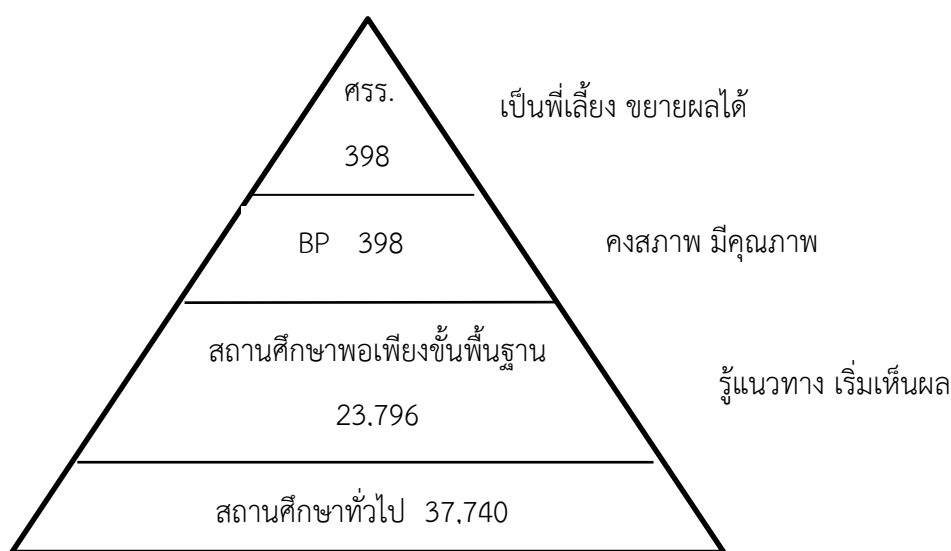 ศรร.
เป็นพี่เลี้ยง ขยายผลได้
398
BP 398
คงสภาพ มีคุณภาพ
สถานศึกษาพอเพียงขั้นพื้นฐาน
รู้แนวทาง เริ่มเห็นผล
23,796
สถานศึกษาทั่วไป 37,740